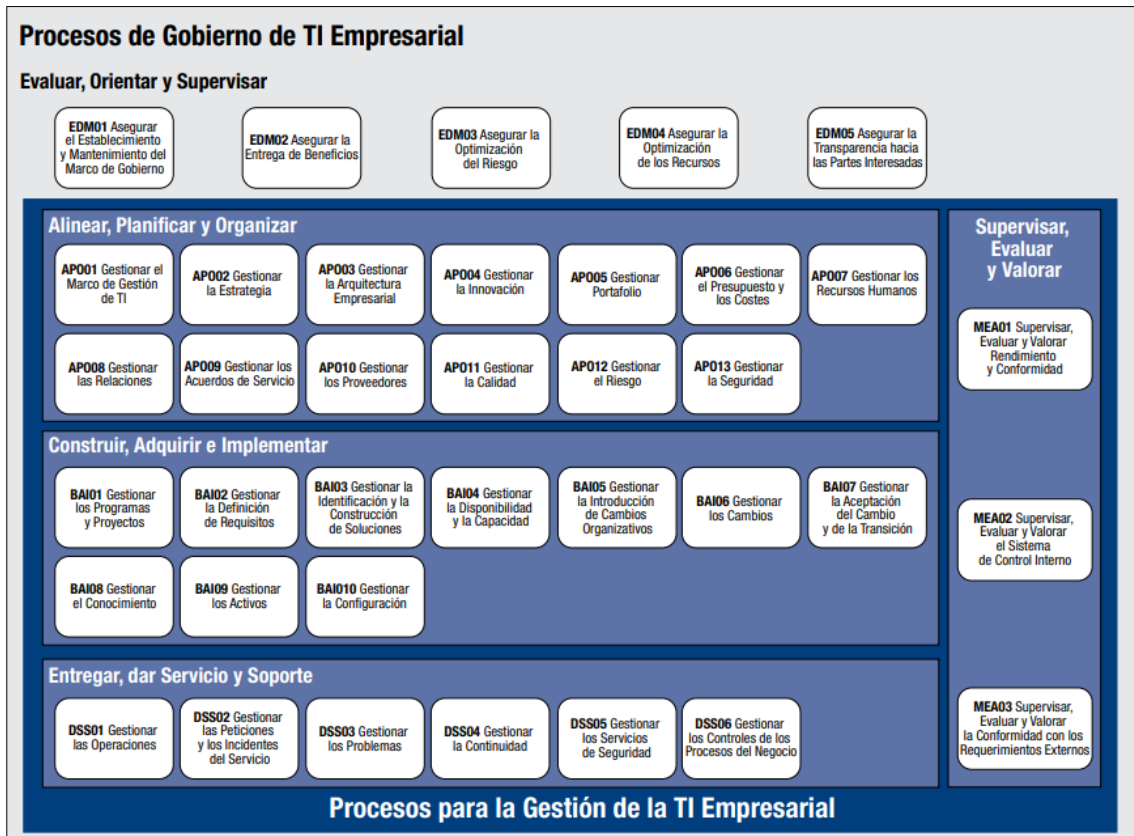 Procesos de Gobierno de TI Empresarial
Evaluar, Orientar y Supervisar
EDM01 Asegurar
el Establecimiento
y Mantenimiento del
Marco de Gobierno
EDM02 Asegurar la
Entrega de Beneficios
EDM03 Asegurar la
Optimización
del Riesgo
EDM04 Asegurar la
Optimización
de los Recursos
EDM05 Asegurar la
Transparencia hacia
las Partes Interesadas
Alinear, Planificar y Organizar
APO01 Gestionar el
Marco de Gestión
de TI
APO02 Gestionar
la Estrategia
APO03 Gestionar
la Arquitectura
Empresarial
APO04 Gestionar
la Innovación
APO05 Gestionar
Portafolio
APO06 Gestionar
el Presupuesto y
los Costes
APO07 Gestionar los
Recursos Humanos
APO08 Gestionar
las Relaciones
APO09 Gestionar los
Acuerdos de Servicio
APO10 Gestionar
los Proveedores
APO11 Gestionar
la Calidad
APO12 Gestionar
el Riesgo
APO13 Gestionar
la Seguridad
Construir, Adquirir e Implementar
BAI01 Gestionar
los Programas
y Proyectos
BAI02 Gestionar
la Definición
de Requisitos
BAI03 Gestionar la
Identificación y la
Construcción
de Soluciones
BAI04 Gestionar
la Disponibilidad
y la Capacidad
BAI05 Gestionar
la Introducción
de Cambios
Organizativos
BAI06 Gestionar
los Cambios
BAI07 Gestionar
la Aceptación
del Cambio
y de la Transición
BAI08 Gestionar
el Conocimiento
BAI09 Gestionar
los Activos
BAI010 Gestionar
la Configuración
Entregar, dar Servicio y Soporte
DSS01 Gestionar
las Operaciones
DSS02 Gestionar
las Peticiones
y los Incidentes
del Servicio
DSS03 Gestionar
los Problemas
DSS04 Gestionar
la Continuidad
DSS05 Gestionar
los Servicios
de Seguridad
DSS06 Gestionar
los Controles de los
Procesos del Negocio
Supervisar,
Evaluar
y Valorar
MEA01 Supervisar,
Evaluar y Valorar
Rendimiento
y Conformidad
MEA02 Supervisar,
Evaluar y Valorar
el Sistema
de Control Interno
MEA03 Supervisar,
Evaluar y Valorar
la Conformidad con los
Requerimientos Externos
Procesos para la Gestión de la TI Empresarial